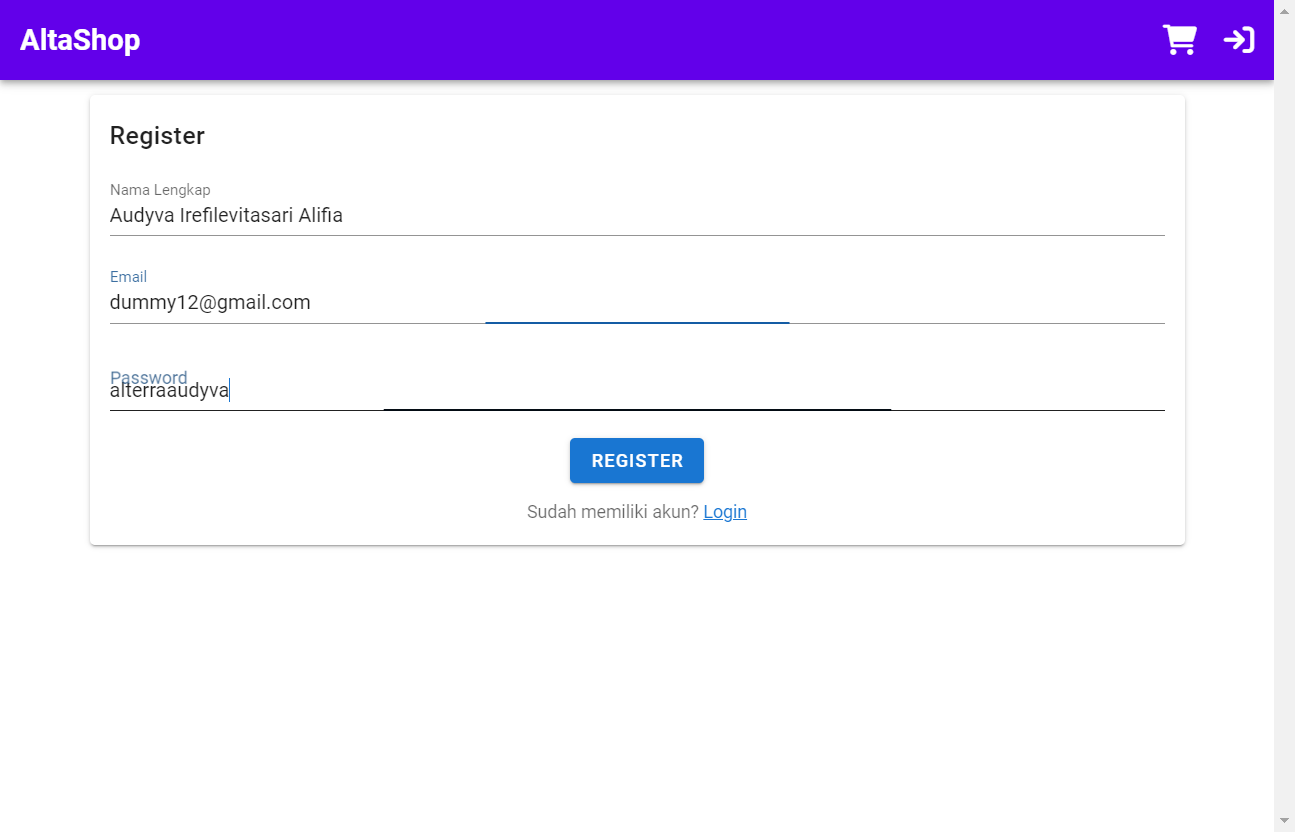 AltaShop
Register
Nama Lengkap
Audyva Irefilevitasari Alifia
Email
dummy12@gmail.com
Password
alterraaudyva
REGISTER
Sudah memiliki akun? Login